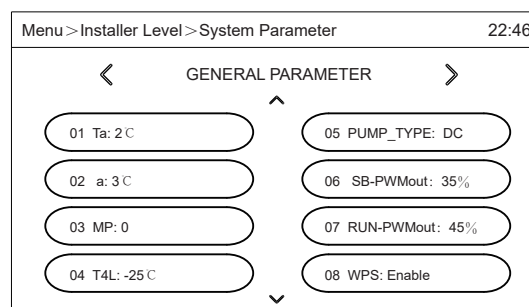 Menu>Installer Level>System Parameter 22:46
GENERAL PARAMETER
01 Ta: 2℃
02 a: 3℃
03 MP: 0
04 T4L: -25℃
05 PUMP_TYPE: DC
06 SB-PWMout: 35%
07 RUN-PWMout: 45%
08 WPS: Enable